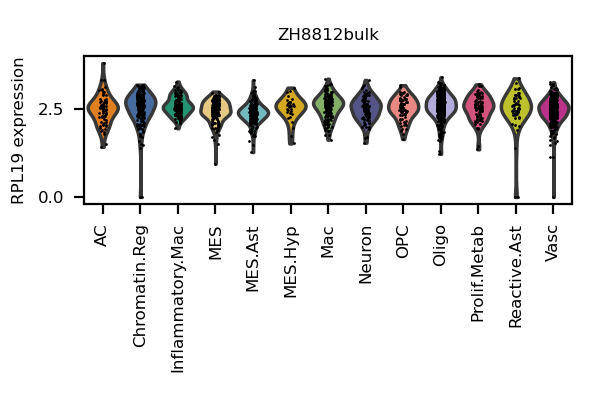 ZH8812bulk
RPL19 expression
2.5
0.0
AC
Chromatin.Reg
Inflammatory.Mac
MES
MES.Ast
MES.Hyp
Mac
Neuron
OPC
Oligo
Prolif.Metab
Reactive.Ast
Vasc